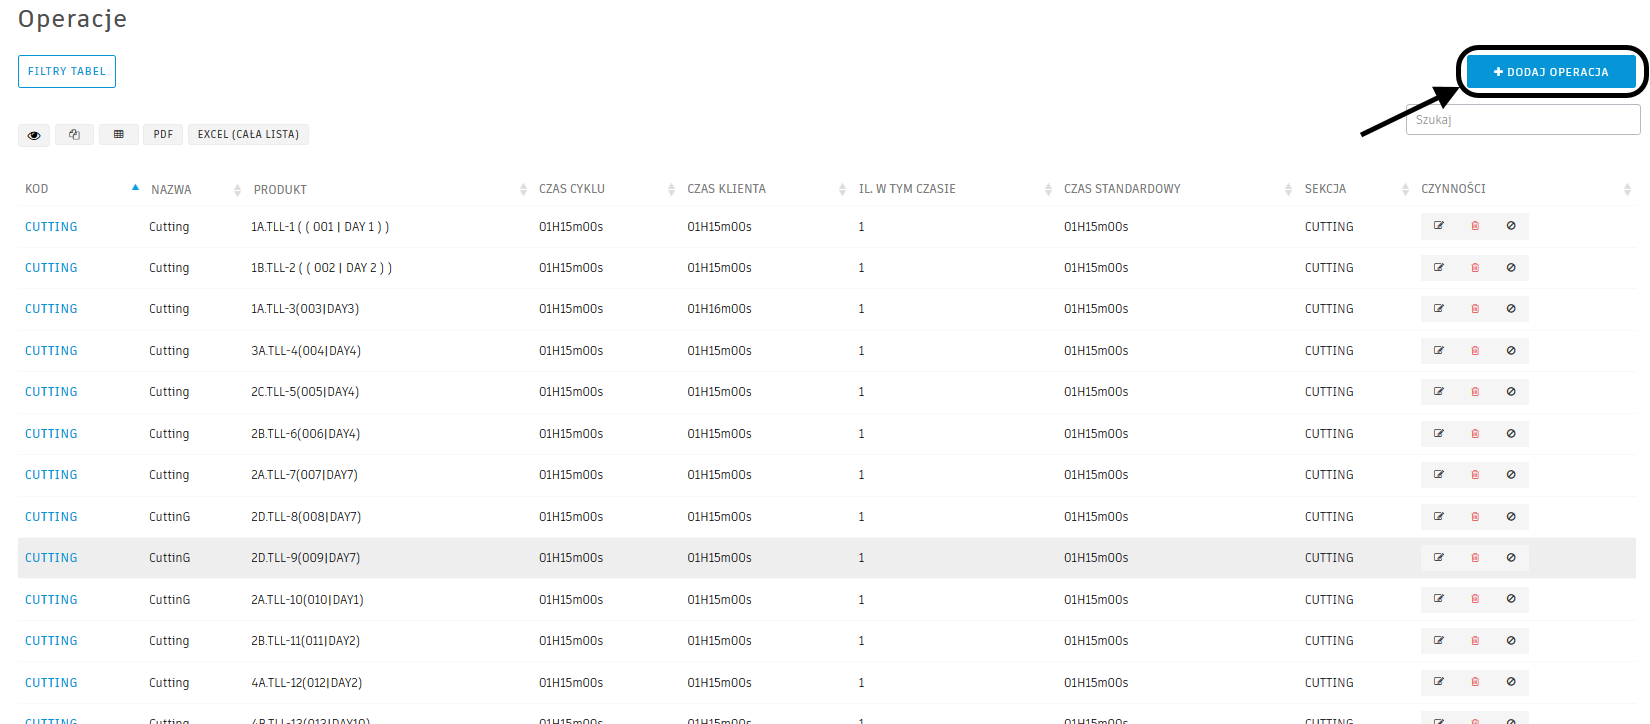 Operacje
FILTRY TABEL
DODAJ OPERACJA
Szukaj
PDF EXCEL (CAŁA LISTA)
KOD NAZWA PRODUKT CZAS CYKLU CZAS KLIENTA IL. W TYM CZASIE CZAS STANDARDOWY SEKCJA CZYNNOŚCI
CUTTING Cutting 1A.TLL-1 ( ( 001 | DAY 1 ) ) 01H15m00s 01H15m00s 1 01H15m00s CUTTING
CUTTING Cutting 1B.TLL-2 ( ( 002 | DAY 2 ) ) 01H15m00s 01H15m00s 1 01H15m00s CUTTING
CUTTING Cutting 1A.TLL-3(003|DAY3) 01H15m00s 01H16m00s 1 01H15m00s CUTTING
CUTTING Cutting 3A.TLL-4(004|DAY4) 01H15m00s 01H15m00s 1 01H15m00s CUTTING
CUTTING Cutting 2C.TLL-5(005|DAY4) 01H15m00s 01H15m00s 1 01H15m00s CUTTING
CUTTING Cutting 2B.TLL-6(006|DAY4) 01H15m00s 01H15m00s 1 01H15m00s CUTTING
CUTTING Cutting 2A.TLL-7(007|DAY7) 01H15m00s 01H15m00s 1 01H15m00s CUTTING
CUTTING CuttinG 2D.TLL-8(008|DAY7) 01H15m00s 01H15m00s 1 01H15m00s CUTTING
CUTTING CuttinG 2D.TLL-9(009|DAY7) 01H15m00s 01H15m00s 1 01H15m00s CUTTING
CUTTING CuttinG 2A.TLL-10(010|DAY1) 01H15m00s 01H15m00s 1 01H15m00s CUTTING
CUTTING Cutting 2B.TLL-11(011|DAY2) 01H15m00s 01H15m00s 1 01H15m00s CUTTING
CUTTING Cutting 4A.TLL-12(012|DAY2) 01H15m00s 01H15m00s 1 01H15m00s CUTTING
CUTTING Cutting 4B.TLL-13(013|DAY10) 01H15m00s 01H15m00s 1 01H15m00s CUTTING